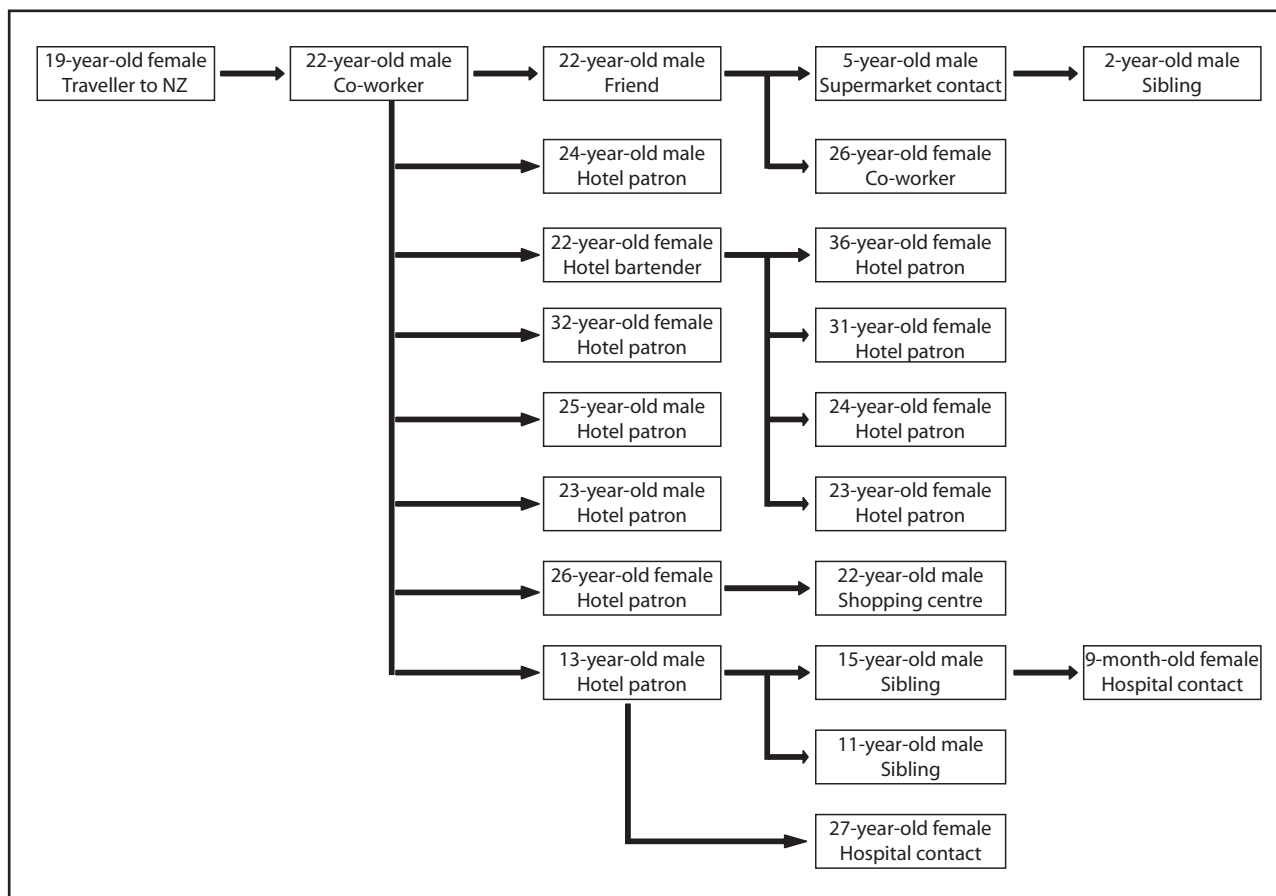 19-year-old female
Traveller to NZ
22-year-old male
Co-worker
22-year-old male
Friend
5-year-old male
Supermarket contact
2-year-old male
Sibling
24-year-old male
Hotel patron
26-year-old female
Co-worker
22-year-old female
Hotel bartender
36-year-old female
Hotel patron
32-year-old female
Hotel patron
31-year-old female
Hotel patron
25-year-old male
Hotel patron
24-year-old female
Hotel patron
23-year-old male
Hotel patron
23-year-old female
Hotel patron
26-year-old female
Hotel patron
22-year-old male
Shopping centre
13-year-old male
Hotel patron
15-year-old male
Sibling
9-month-old female
Hospital contact
11-year-old male
Sibling
27-year-old female
Hospital contact